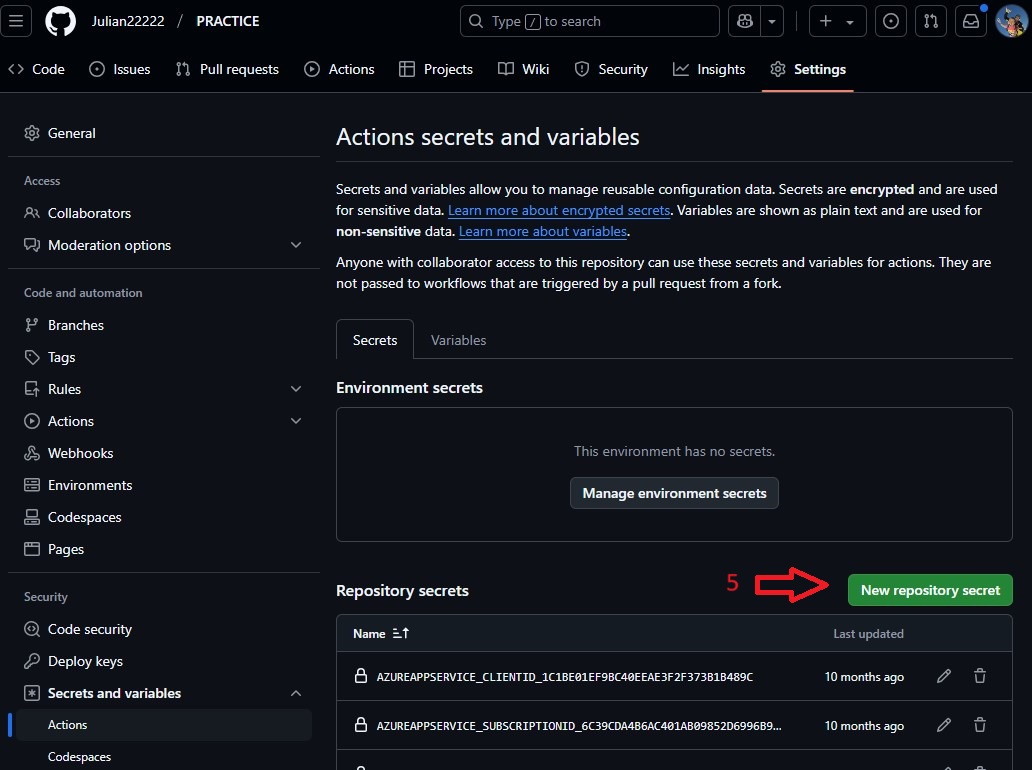 Julian22222 / PRACTICE
Type / to search
Code
Issues
Pull requests
Actions
Projects
Wiki
Security
Insights
Settings
General
Access
Collaborators
Moderation options
Code and automation
Branches
Tags
Rules
Actions
Webhooks
Environments
Codespaces
Pages
Security
Code security
Deploy keys
Secrets and variables
Actions
Codespaces
Actions secrets and variables
Secrets and variables allow you to manage reusable configuration data. Secrets are encrypted and are used
for sensitive data. Learn more about encrypted secrets. Variables are shown as plain text and are used for
non-sensitive data. Learn more about variables.
Anyone with collaborator access to this repository can use these secrets and variables for actions. They are
not passed to workflows that are triggered by a pull request from a fork.
Secrets
Variables
Environment secrets
This environment has no secrets.
Manage environment secrets
Repository secrets
5
New repository secret
Name
Last updated
AZUREAPPSERVICE_CLIENTID_1C1BE01EF9BC40EEAE3F2F373B1B489C
10 months ago
AZUREAPPSERVICE_SUBSCRIPTIONID_6C39CDA4B6AC401AB09852D6996B9...
10 months ago